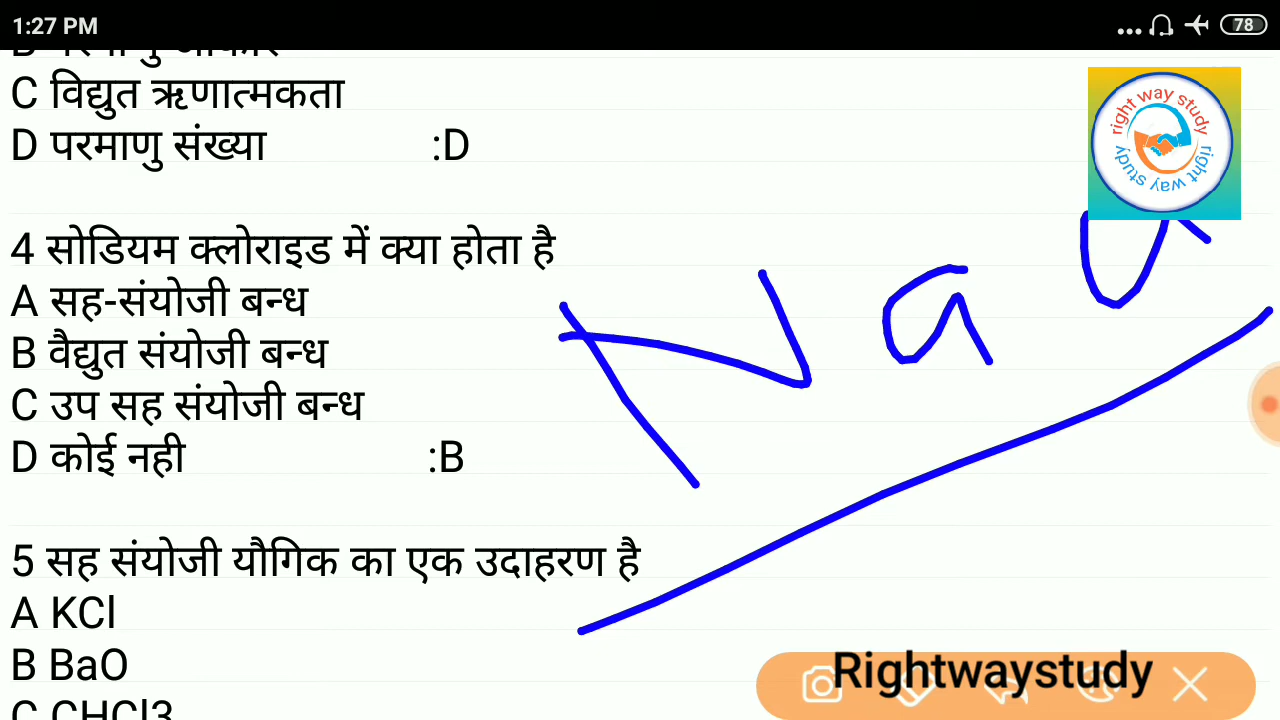 1:27 PM
78
C विद्युत ऋणात्मकता
D परमाणु संख्या :D
right way study
right way study
4 सोडियम क्लोराइड में क्या होता है
A सह-संयोजी बन्ध
B वैद्युत संयोजी बन्ध
C उप सह संयोजी बन्ध
D कोई नही :B
Na
5 सह संयोजी यौगिक का एक उदाहरण है
A KCl
B BaO
C CHCl3
Rightwaystudy